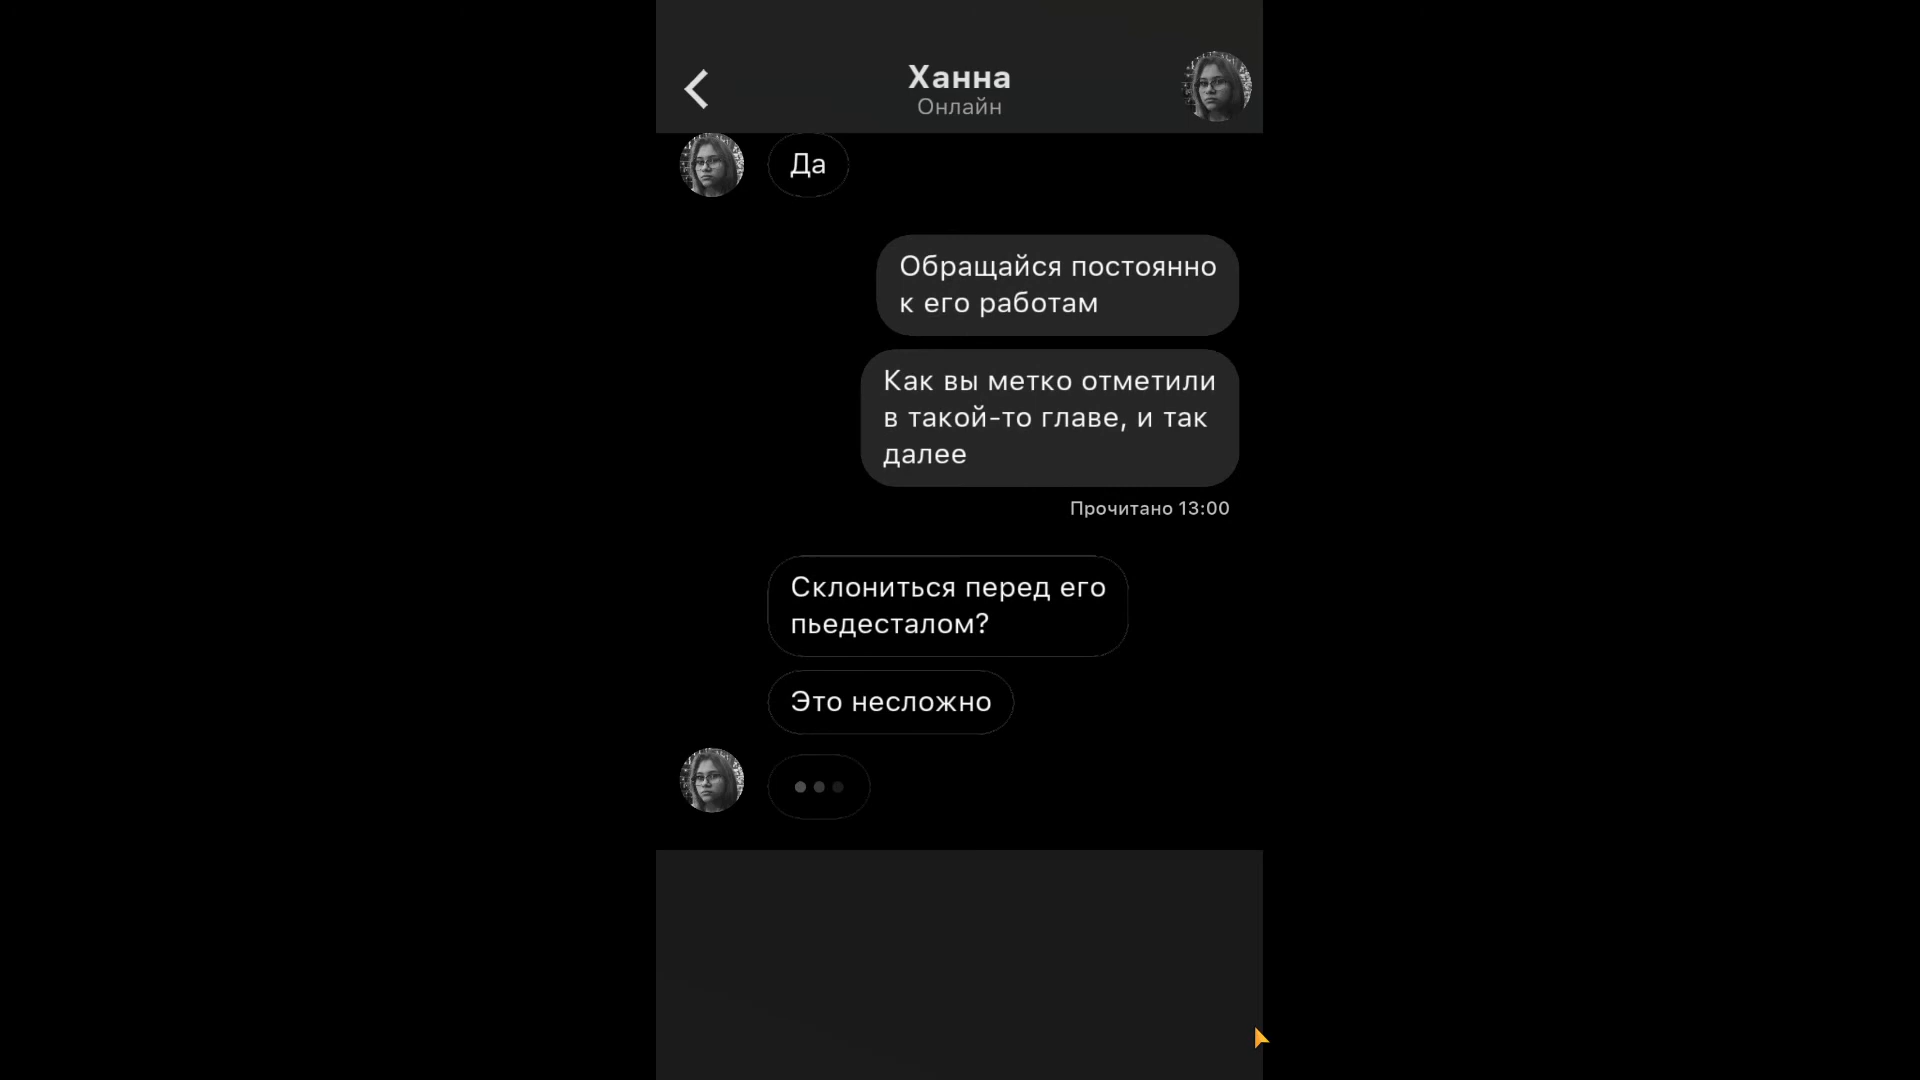 Ханна
Онлайн
Да
Обращайся постоянно
к его работам
Как вы метко отметили
в такой-то главе, и так
далее
Прочитано 13:00
Склониться перед его
пьедесталом?
Это несложно